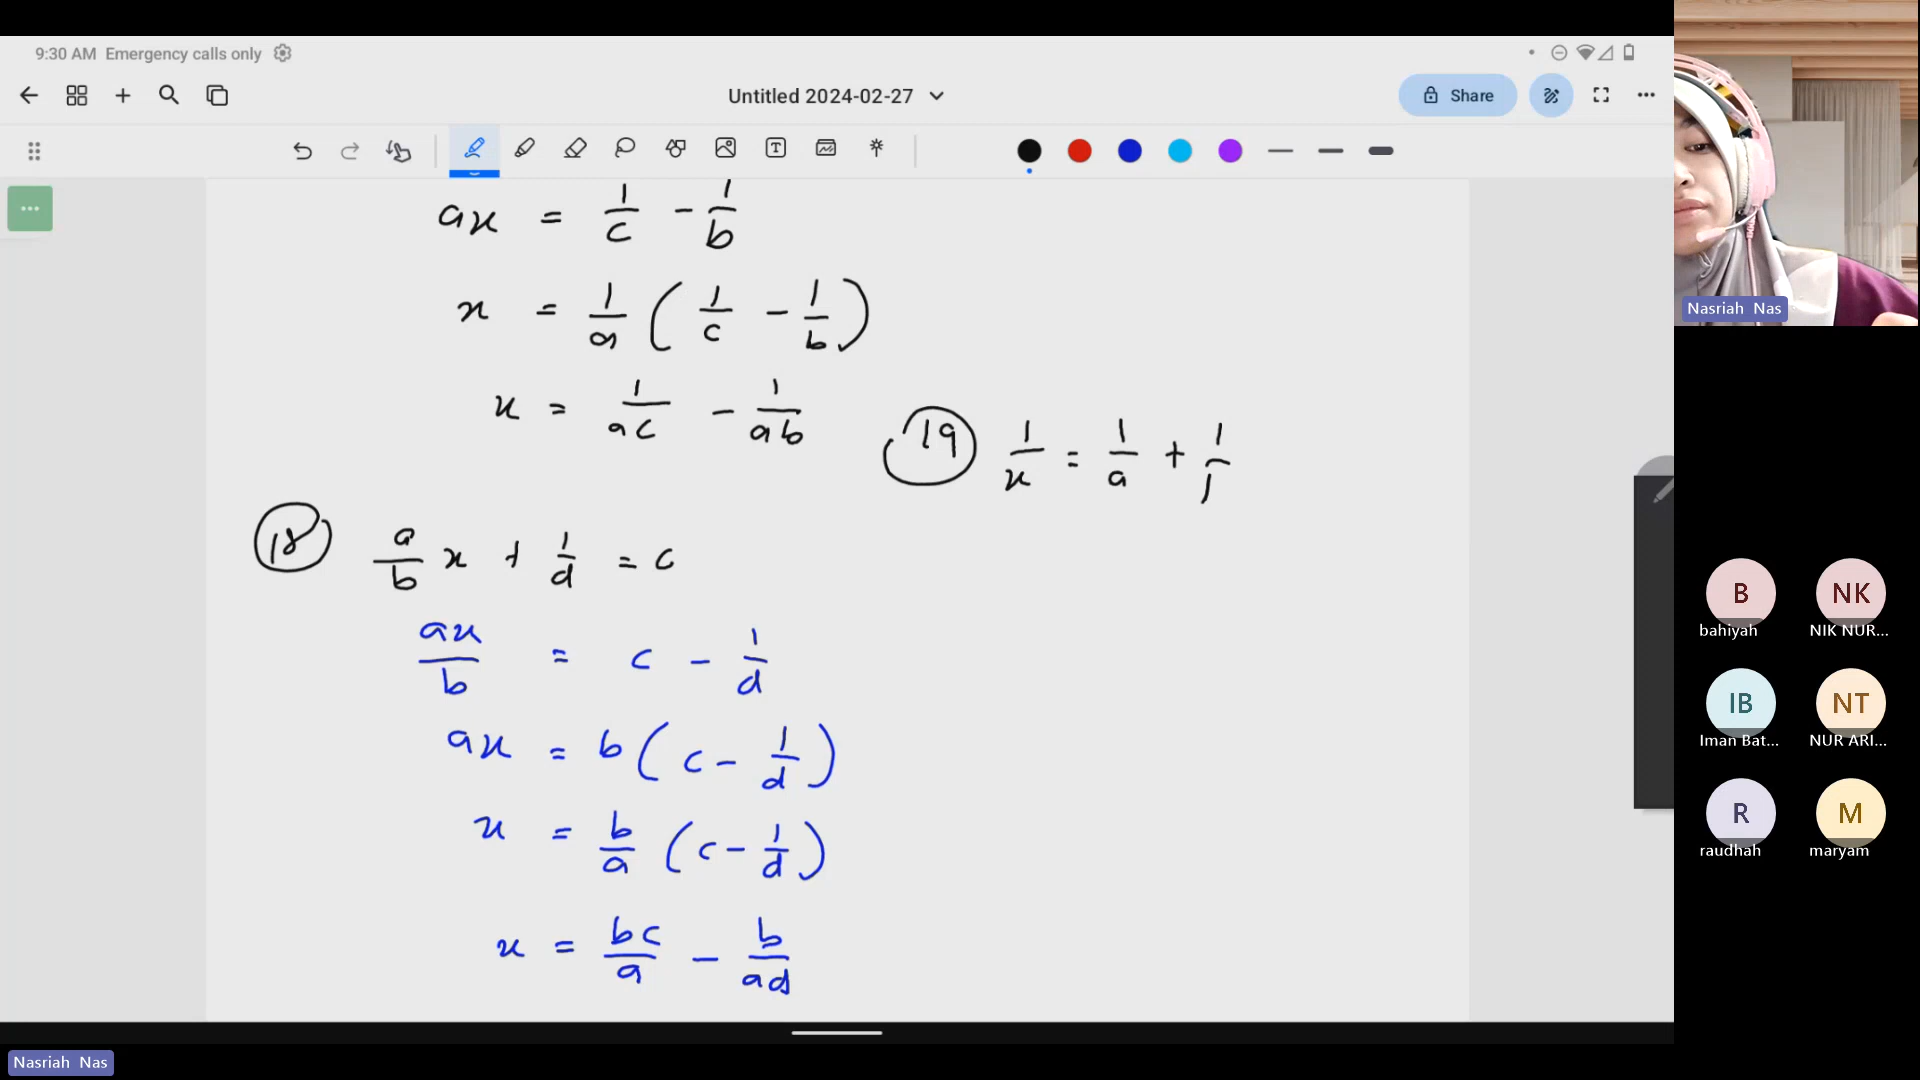 9:30 AM Emergency calls only
Untitled 2024-02-27
Share
ax = 1/c - 1/b
x = 1/a ( 1/c - 1/b )
x = 1/ac - 1/ab
19 1/x = 1/a + 1/
18 a/b x + 1/d = c
ax/b = c - 1/d
ax = b ( c - 1/d )
x = b/a ( c - 1/d )
x = bc/a - b/ad
Nasriah Nas
B
bahiyah
NK
NIK NUR...
IB
Iman Bat...
NT
NUR ARI...
R
raudhah
M
maryam
Nasriah Nas